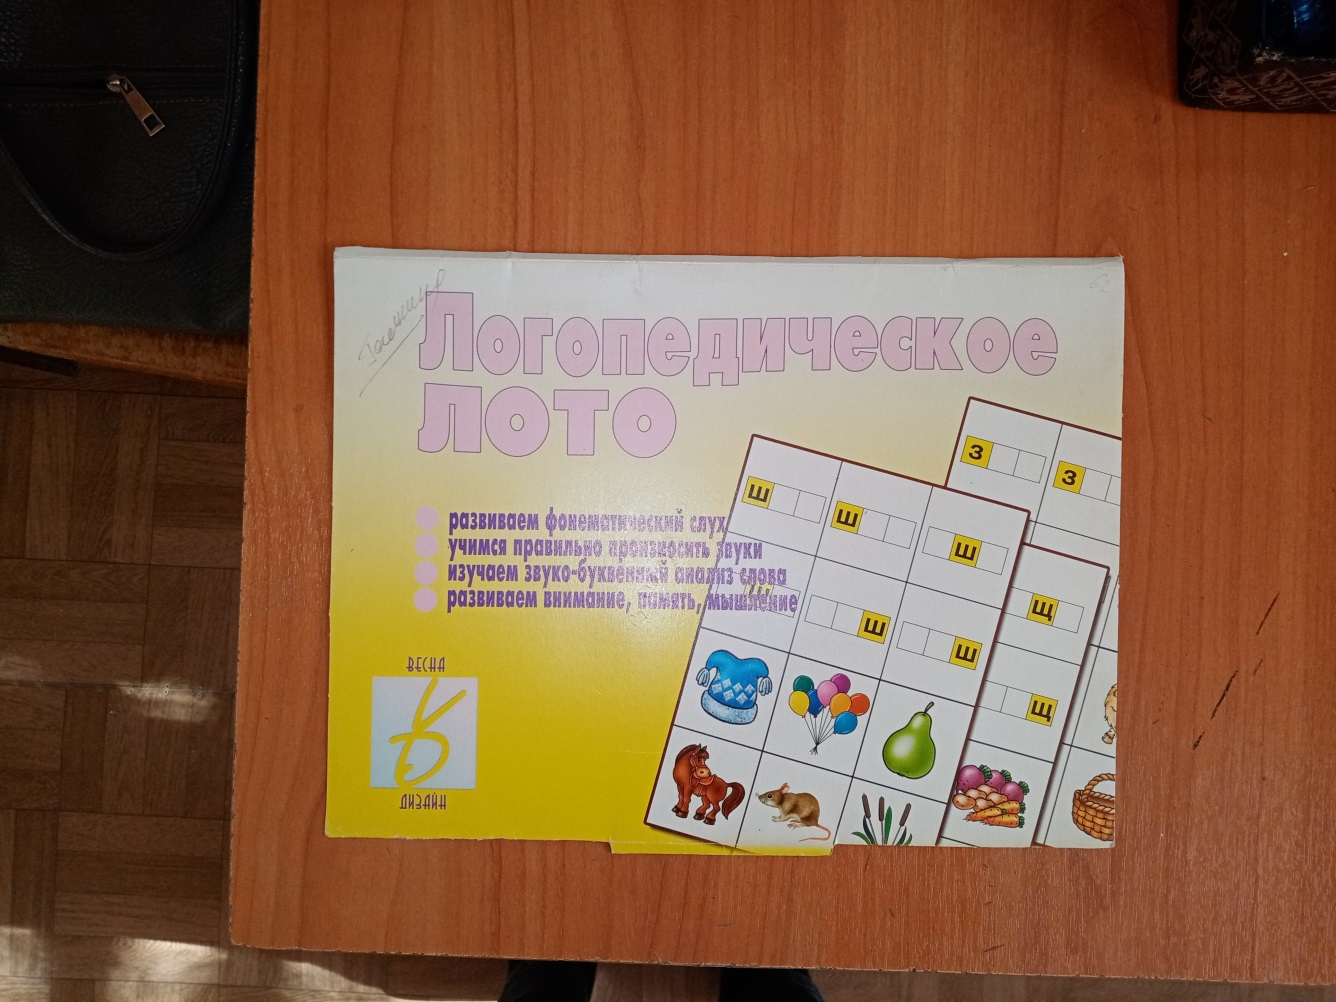 Логопедическое
лото
развиваем фонематический слух
учимся правильно произносить звуки
изучаем звуко-буквенный анализ слова
развиваем внимание, память, мышление
ВЕСНА
ДИЗАЙН
З
З
Ш
Ш
Ш
Ш
Ш
Щ
Щ